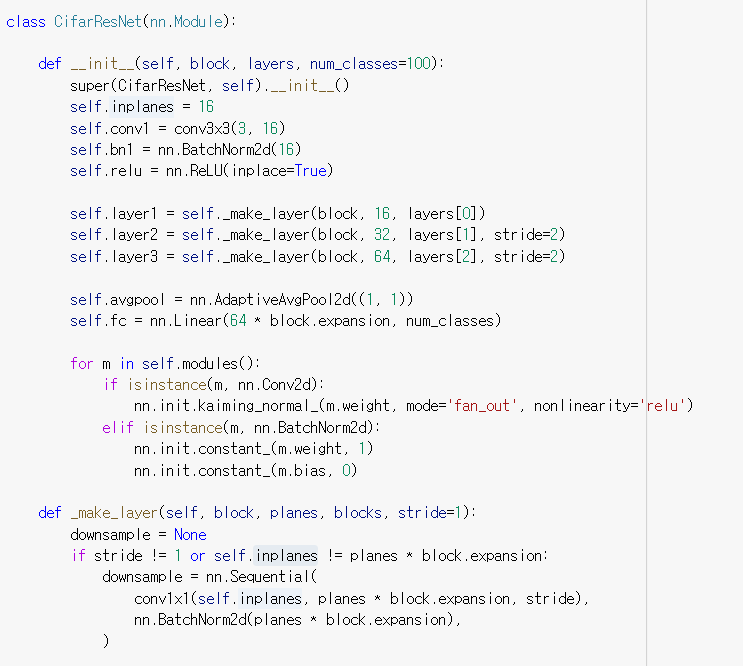 class CifarResNet(nn.Module):
def __init__(self, block, layers, num_classes=100):
super(CifarResNet, self).__init__()
self.inplanes = 16
self.conv1 = conv3x3(3, 16)
self.bn1 = nn.BatchNorm2d(16)
self.relu = nn.ReLU(inplace=True)
self.layer1 = self._make_layer(block, 16, layers[0])
self.layer2 = self._make_layer(block, 32, layers[1], stride=2)
self.layer3 = self._make_layer(block, 64, layers[2], stride=2)
self.avgpool = nn.AdaptiveAvgPool2d((1, 1))
self.fc = nn.Linear(64 * block.expansion, num_classes)
for m in self.modules():
if isinstance(m, nn.Conv2d):
nn.init.kaiming_normal_(m.weight, mode='fan_out', nonlinearity='relu')
elif isinstance(m, nn.BatchNorm2d):
nn.init.constant_(m.weight, 1)
nn.init.constant_(m.bias, 0)
def _make_layer(self, block, planes, blocks, stride=1):
downsample = None
if stride != 1 or self.inplanes != planes * block.expansion:
downsample = nn.Sequential(
conv1x1(self.inplanes, planes * block.expansion, stride),
nn.BatchNorm2d(planes * block.expansion),
)